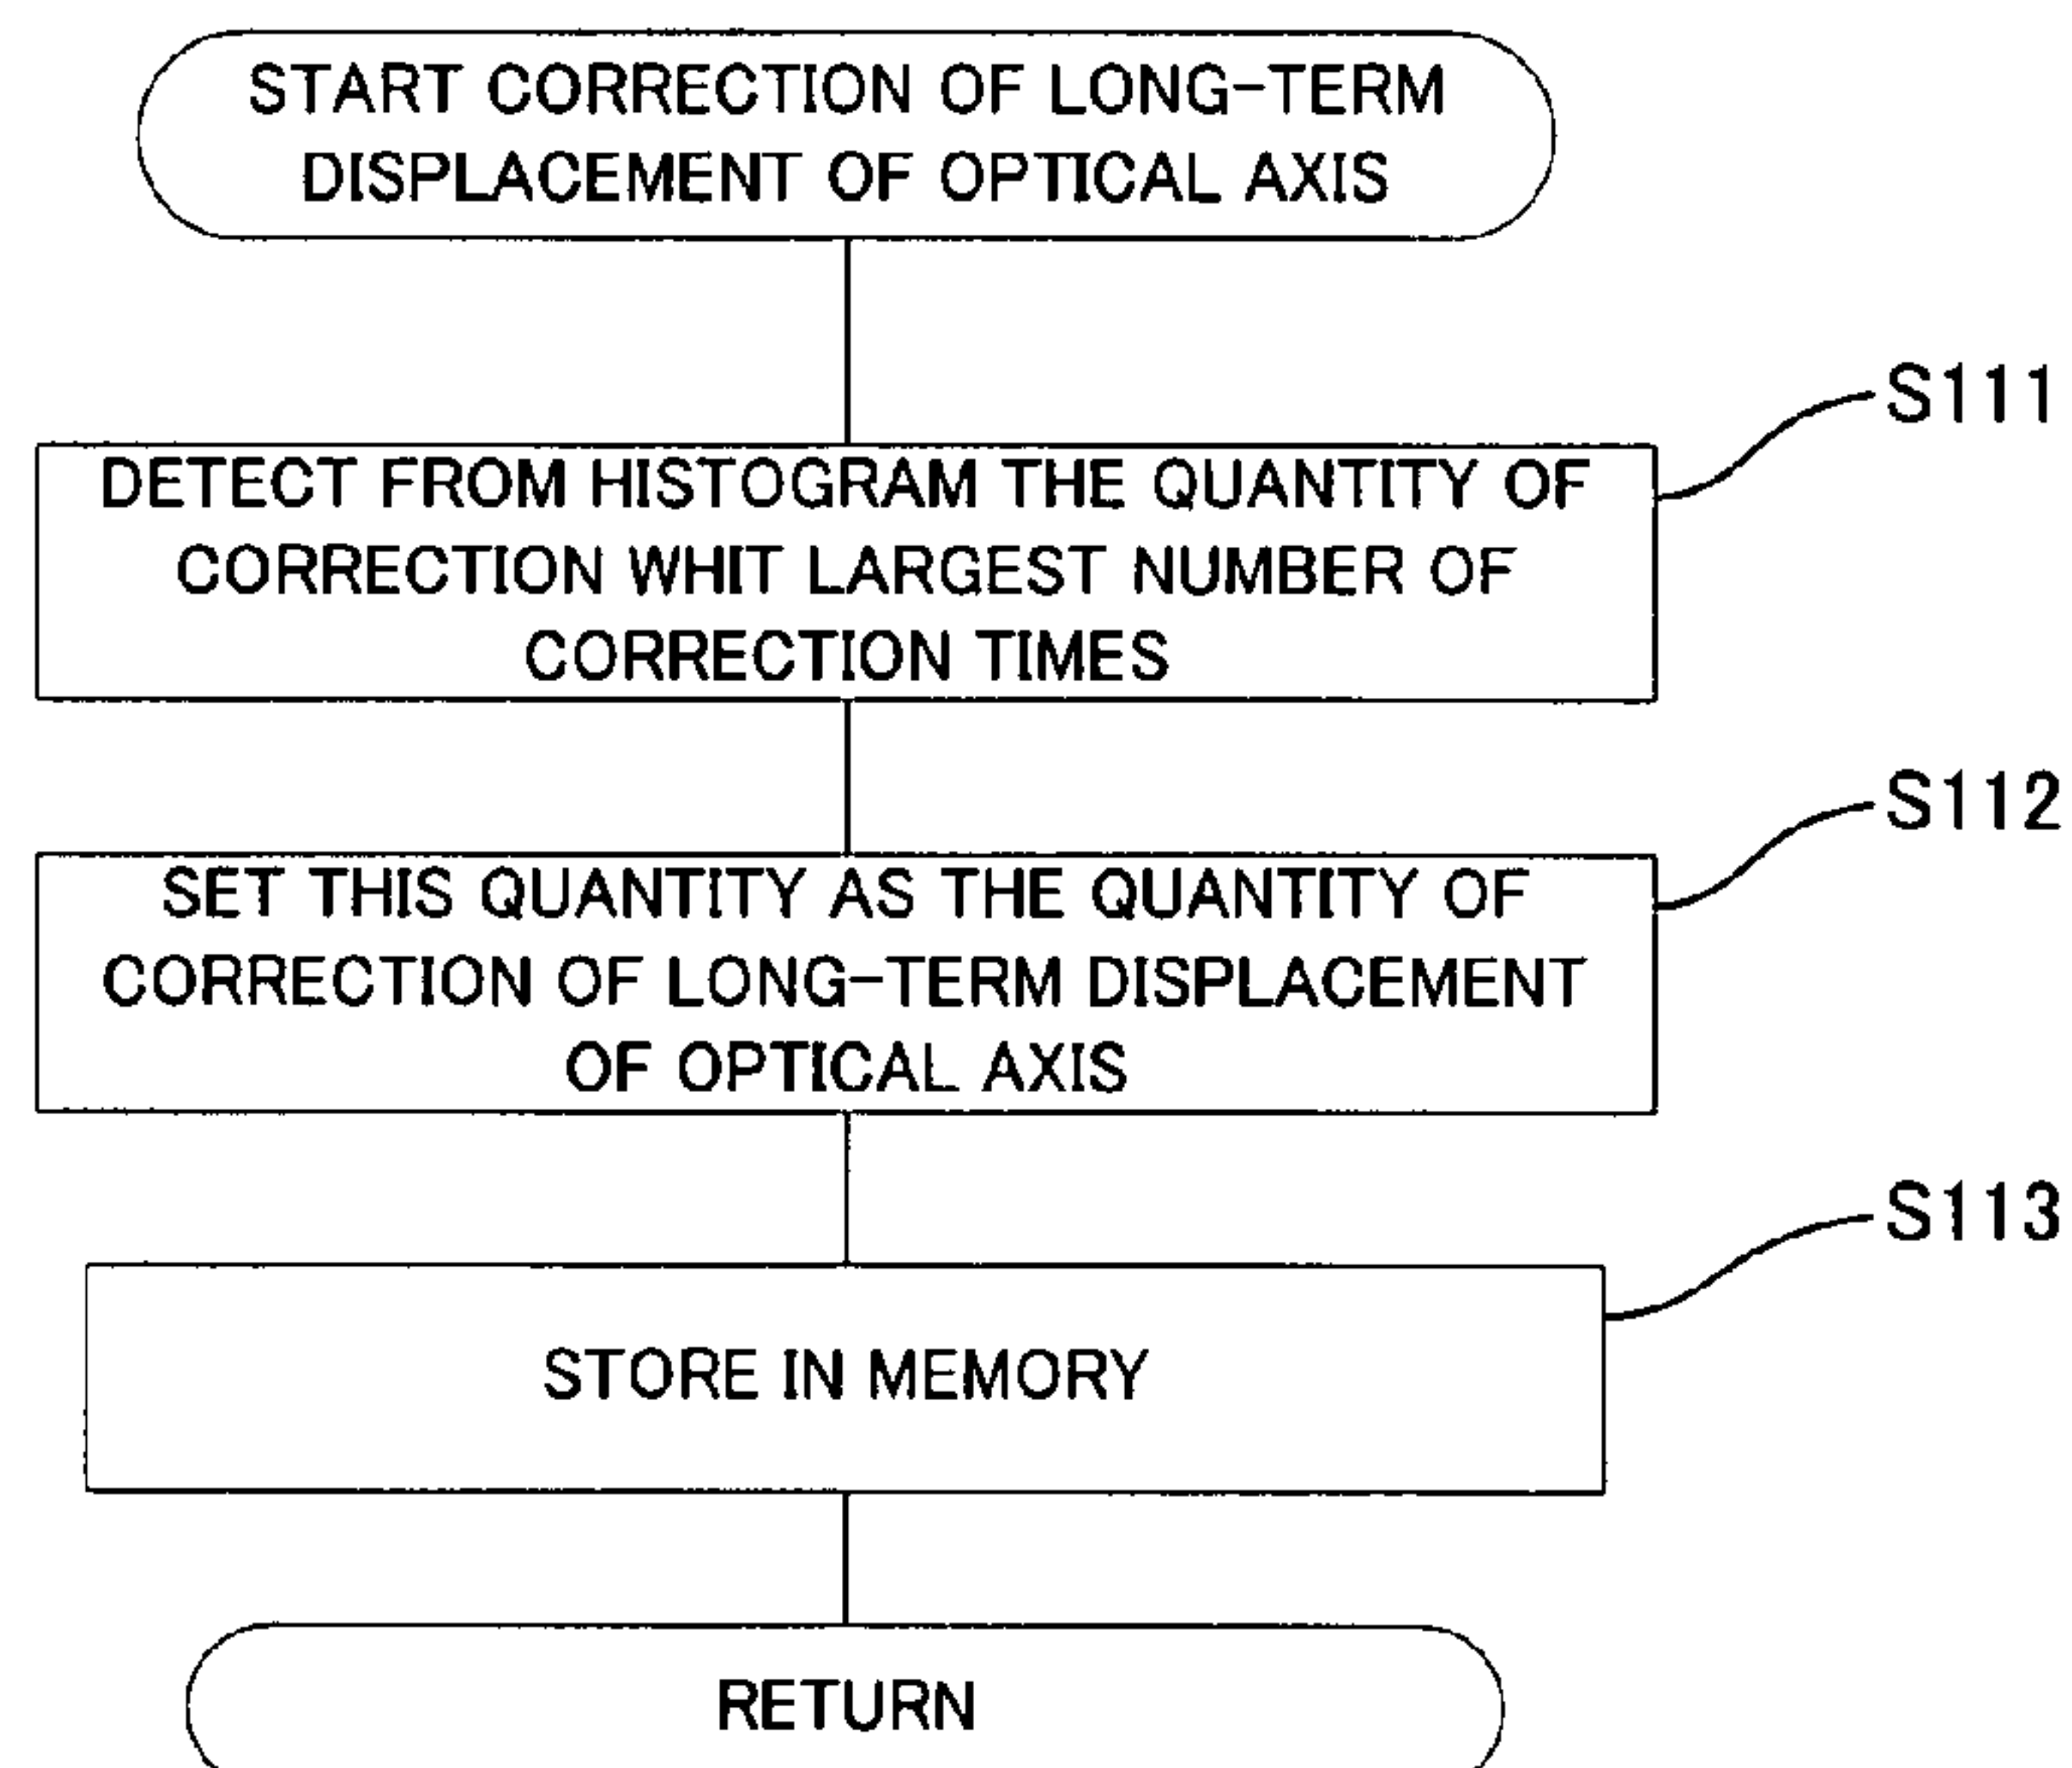 START CORRECTION OF LONG-TERM
DISPLACEMENT OF OPTICAL AXIS
S111
DETECT FROM HISTOGRAM THE QUANTITY OF
CORRECTION WHIT LARGEST NUMBER OF
CORRECTION TIMES
S112
SET THIS QUANTITY AS THE QUANTITY OF
CORRECTION OF LONG-TERM DISPLACEMENT
OF OPTICAL AXIS
S113
STORE IN MEMORY
RETURN